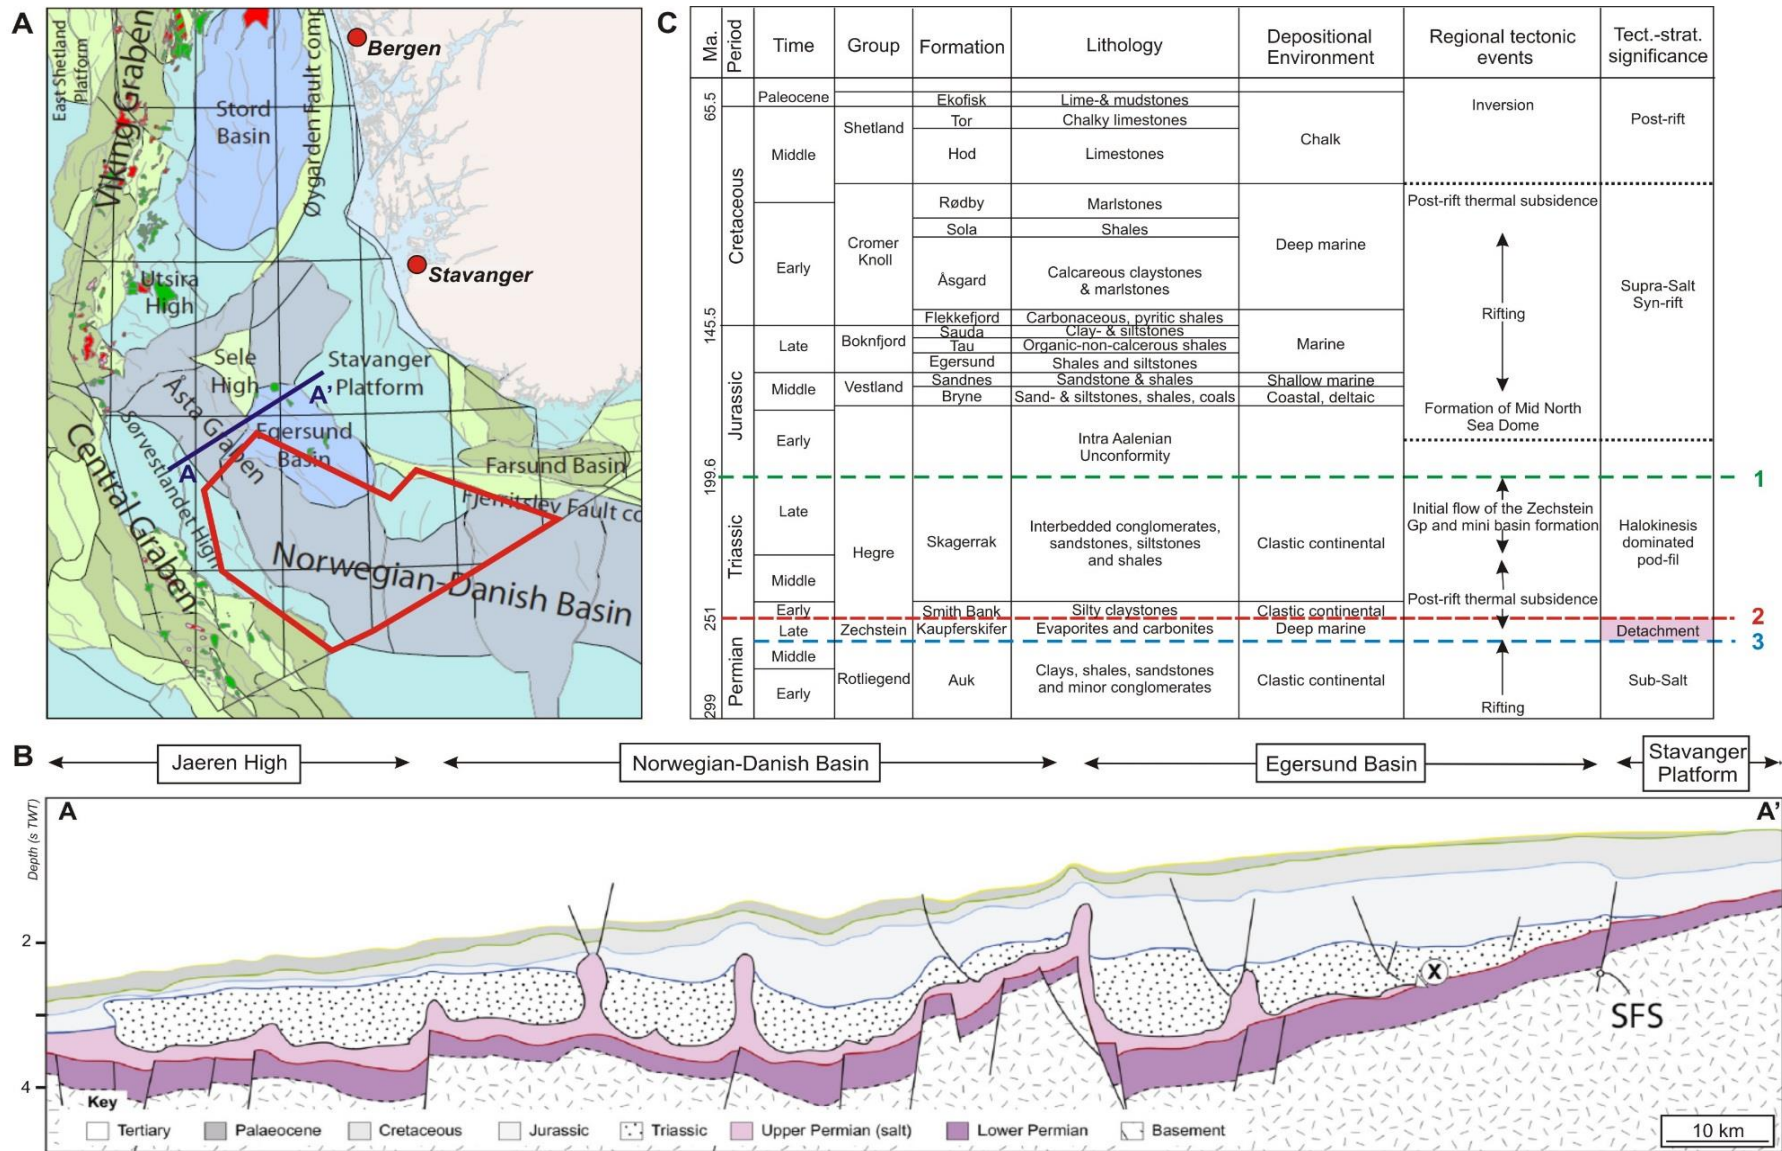 A
Bergen
East Shetland
Platform
Viking Graben
Stord
Basin
Øygarden Fault comp
Stavanger
Utsira
High
Sele
High
Stavanger
Platform
A'
Åsta Graben
Egersund
Basin
A
Sørvestlandet High
Central Graben
Farsund Basin
Fjerritslev Fault co
Norwegian-Danish Basin
C
Ma.
Period
Time
Group
Formation
Lithology
Depositional
Environment
Regional tectonic
events
Tect.-strat.
significance
65.5
145.5
199.6
251
299
Cretaceous
Jurassic
Triassic
Permian
Paleocene
Middle
Early
Late
Middle
Early
Late
Middle
Early
Late
Middle
Early
Shetland
Cromer
Knoll
Boknfjord
Vestland
Hegre
Zechstein
Rotliegend
Ekofisk
Tor
Hod
Rødby
Sola
Åsgard
Flekkefjord
Sauda
Tau
Egersund
Sandnes
Bryne
Skagerrak
Smith Bank
Kaupferskifer
Auk
Lime-& mudstones
Chalky limestones
Limestones
Marlstones
Shales
Calcareous claystones
& marlstones
Carbonaceous, pyritic shales
Clay- & siltstones
Organic-non-calcerous shales
Shales and siltstones
Sandstone & shales
Sand- & siltstones, shales, coals
Intra Aalenian
Unconformity
Interbedded conglomerates,
sandstones, siltstones
and shales
Silty claystones
Evaporites and carbonites
Clays, shales, sandstones
and minor conglomerates
Chalk
Deep marine
Marine
Shallow marine
Coastal, deltaic
Clastic continental
Clastic continental
Deep marine
Clastic continental
Inversion
Post-rift thermal subsidence
Rifting
Formation of Mid North
Sea Dome
Initial flow of the Zechstein
Gp and mini basin formation
Post-rift thermal subsidence
Rifting
Post-rift
Supra-Salt
Syn-rift
Halokinesis
dominated
pod-fil
Detachment
Sub-Salt
1
2
3
B
Jaeren High
Norwegian-Danish Basin
Egersund Basin
Stavanger
Platform
Depth (s TWT)
A
A'
2
4
X
SFS
Key
Tertiary
Palaeocene
Cretaceous
Jurassic
Triassic
Upper Permian (salt)
Lower Permian
Basement
10 km